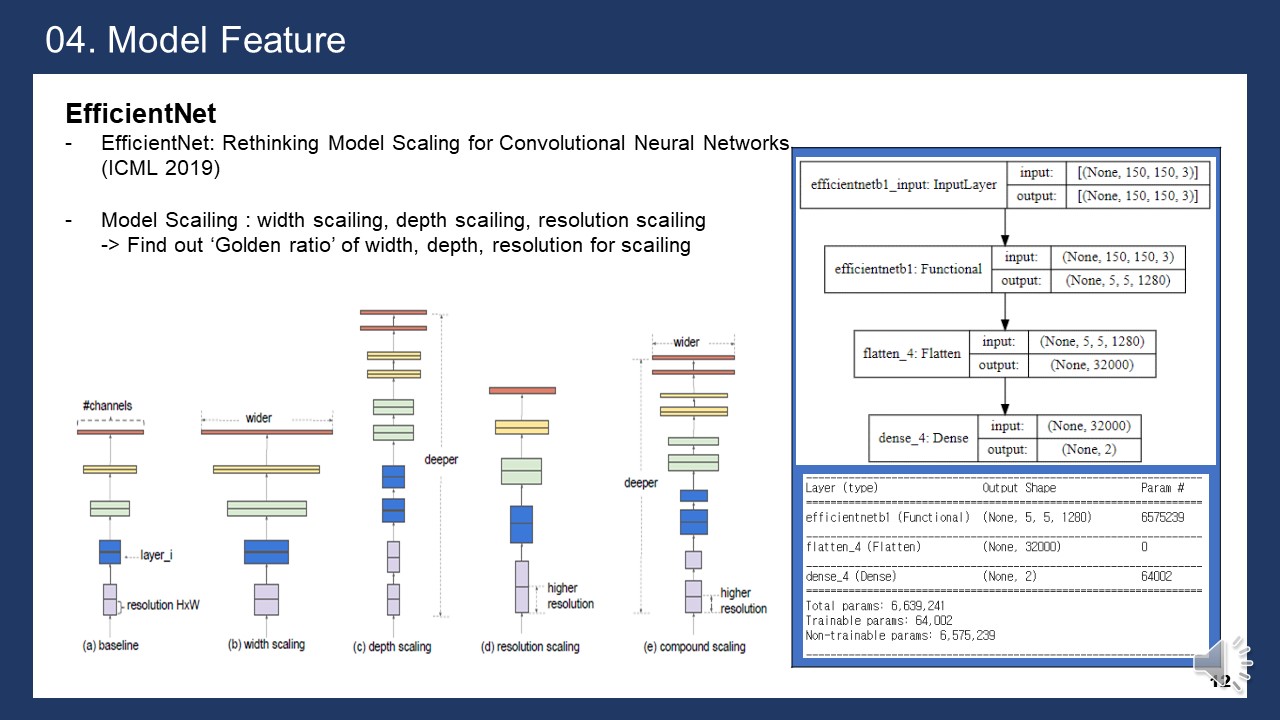 04. Model Feature
EfficientNet
- EfficientNet: Rethinking Model Scaling for Convolutional Neural Networks
(ICML 2019)
- Model Scailing : width scailing, depth scailing, resolution scailing
-> Find out ‘Golden ratio’ of width, depth, resolution for scailing
#channels
layer_i
resolution HxW
(a) baseline
wider
(b) width scaling
deeper
(c) depth scaling
higher
resolution
(d) resolution scaling
wider
deeper
higher
resolution
(e) compound scaling
efficientnetb1_input: InputLayer
input: [(None, 150, 150, 3)]
output: [(None, 150, 150, 3)]
efficientnetb1: Functional
input: (None, 150, 150, 3)
output: (None, 5, 5, 1280)
flatten_4: Flatten
input: (None, 5, 5, 1280)
output: (None, 32000)
dense_4: Dense
input: (None, 32000)
output: (None, 2)
Layer (type) Output Shape Param #
efficientnetb1 (Functional) (None, 5, 5, 1280) 6575239
flatten_4 (Flatten) (None, 32000) 0
dense_4 (Dense) (None, 2) 64002
Total params: 6,639,241
Trainable params: 64,002
Non-trainable params: 6,575,239
12